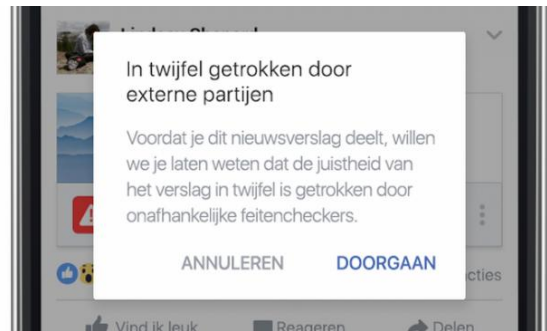 In twijfel getrokken door
externe partijen
Voordat je dit nieuwsverslag deelt, willen
we je laten weten dat de juistheid van
het verslag in twijfel is getrokken door
onafhankelijke feitencheckers.
ANNULEREN DOORGAAN
cties
Vind ik leuk Reageren Delen